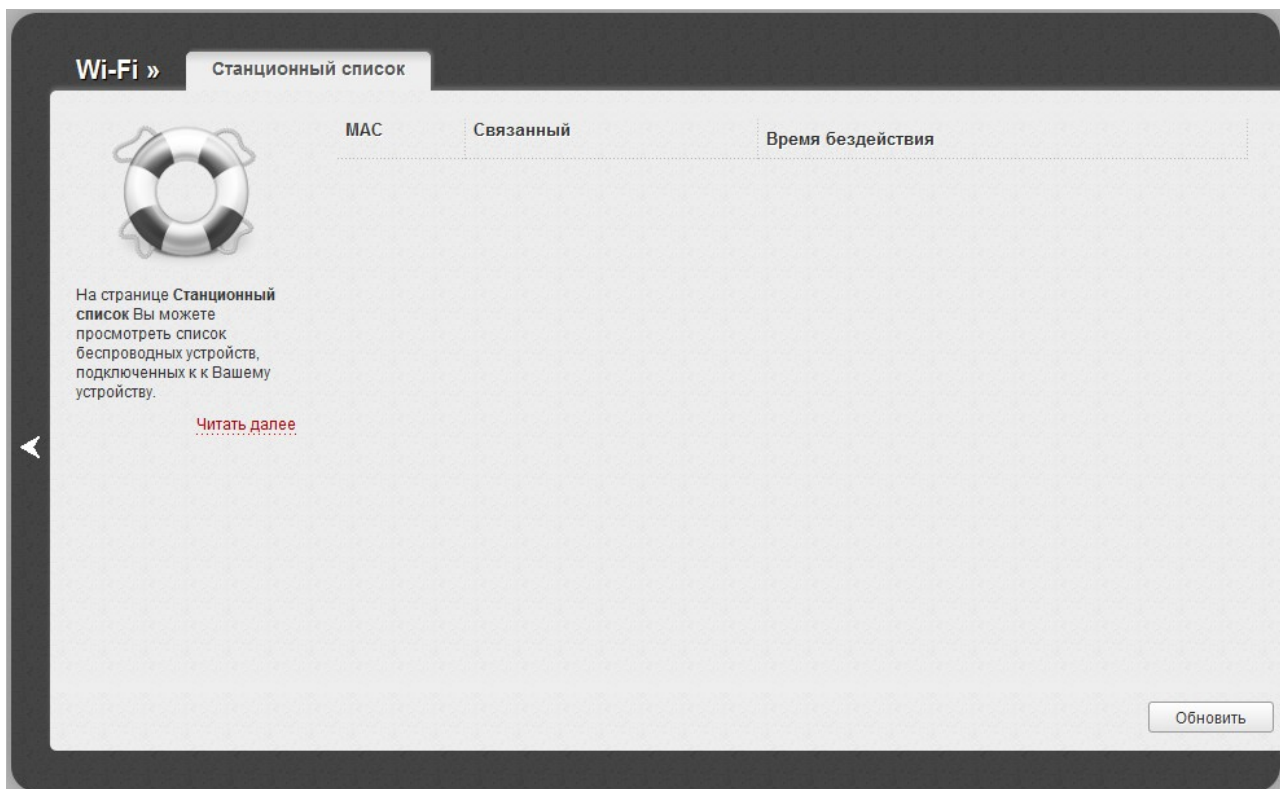 Wi-Fi »
Станционный список
MAC
Связанный
Время бездействия
На странице Станционный
список Вы можете
просмотреть список
беспроводных устройств,
подключенных к к Вашему
устройству.
Читать далее
Обновить